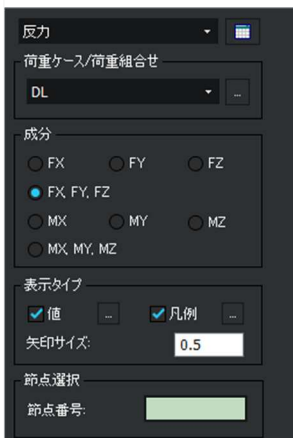 反力
荷重ケース/荷重組合せ
DL ...
成分
FX FY FZ
FX, FY, FZ
MX MY MZ
MX, MY, MZ
表示タイプ
値 ... 凡例 ...
矢印サイズ: 0.5
節点選択
節点番号: